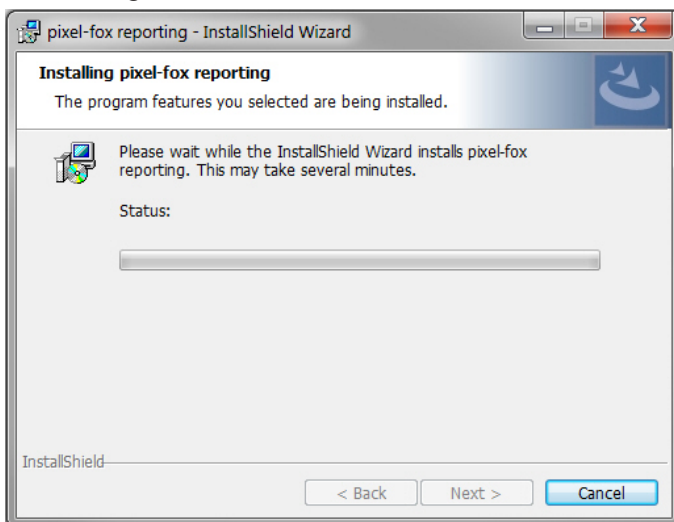 pixel-fox reporting - InstallShield Wizard
Installing pixel-fox reporting
The program features you selected are being installed.
Please wait while the InstallShield Wizard installs pixel-fox
reporting. This may take several minutes.
Status:
InstallShield
< Back Next > Cancel